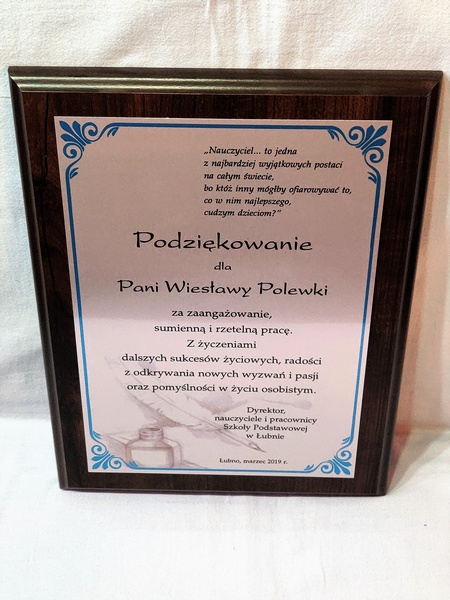 „Nauczyciel... to jedna
z najbardziej wyjątkowych postaci
na całym świecie,
bo któż inny mógłby ofiarowywać to,
co w nim najlepszego,
cudzym dzieciom?”
Podziękowanie
dla
Pani Wiesławy Polewki
za zaangażowanie,
sumienną i rzetelną pracę.
Z życzeniami
dalszych sukcesów życiowych, radości
z odkrywania nowych wyzwań i pasji
oraz pomyślności w życiu osobistym.
Dyrektor,
nauczyciele i pracownicy
Szkoły Podstawowej
w Łubnie
Łubno, marzec 2019 r.